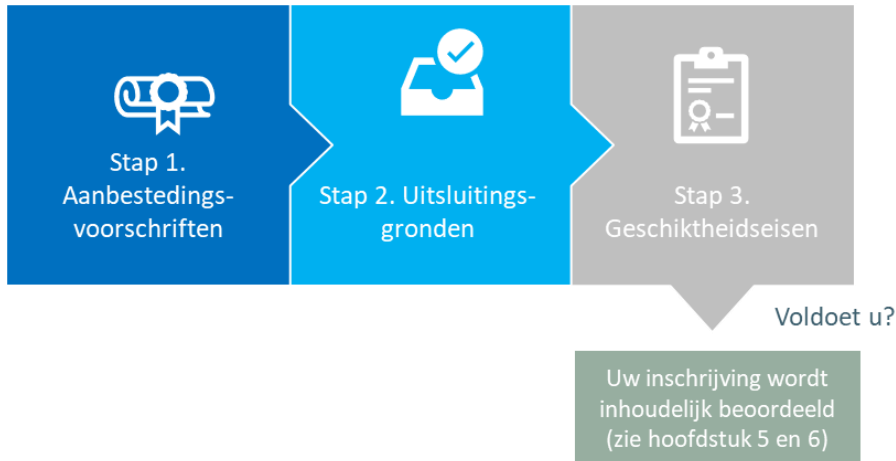 Stap 1.
Aanbestedings-
voorschriften
Stap 2. Uitsluitings-
gronden
Stap 3.
Geschiktheidseisen
Voldoet u?
Uw inschrijving wordt
inhoudelijk beoordeeld
(zie hoofdstuk 5 en 6)